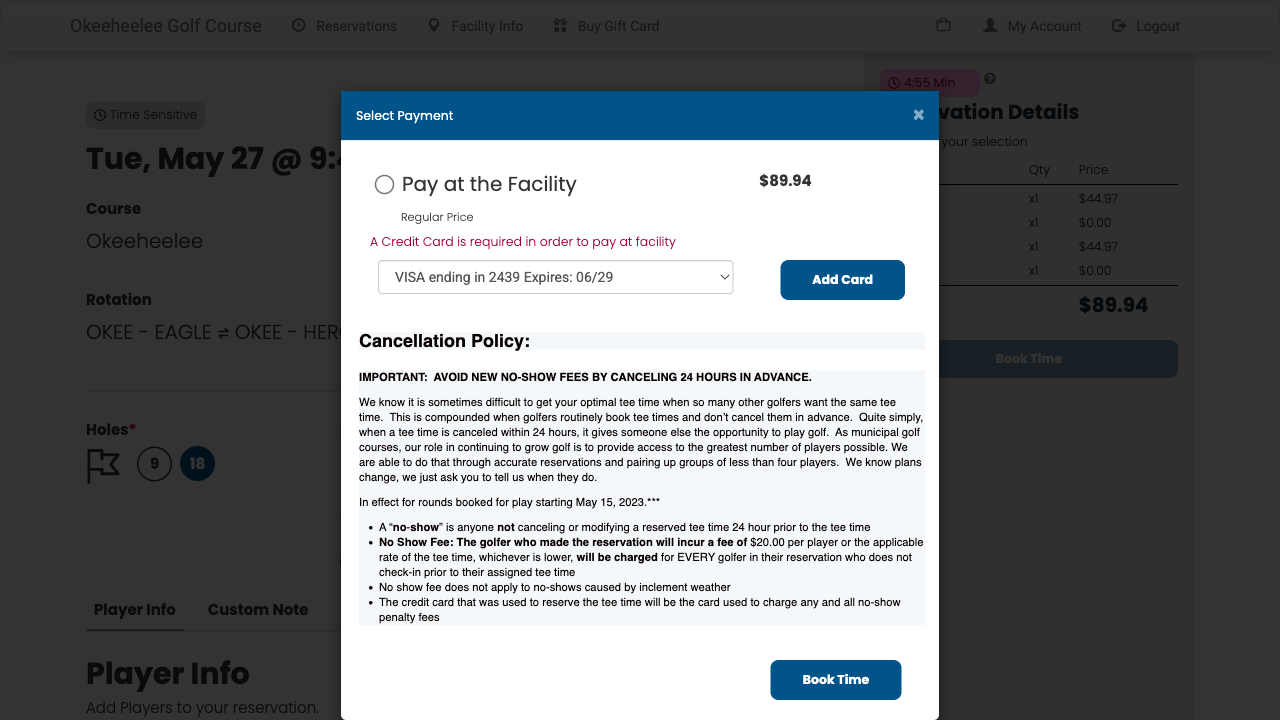 Okeeheelee Golf Course Reservations Facility Info Buy Gift Card My Account Logout
4:55 Min
Time Sensitive
Tue, May 27 @ 9:
Course
Okeeheelee
Rotation
OKEE - EAGLE ⇌ OKEE - HER
Holes*
9 18
Player Info Custom Note
Player Info
Add Players to your reservation.
Select Payment
Pay at the Facility $89.94
Regular Price
A Credit Card is required in order to pay at facility
VISA ending in 2439 Expires: 06/29 Add Card
Cancellation Policy:
IMPORTANT:  AVOID NEW NO-SHOW FEES BY CANCELING 24 HOURS IN ADVANCE.
We know it is sometimes difficult to get your optimal tee time when so many other golfers want the same tee
time.  This is compounded when golfers routinely book tee times and don't cancel them in advance.  Quite simply,
when a tee time is canceled within 24 hours, it gives someone else the opportunity to play golf.  As municipal golf
courses, our role in continuing to grow golf is to provide access to the greatest number of players possible. We
are able to do that through accurate reservations and pairing up groups of less than four players.  We know plans
change, we just ask you to tell us when they do.
In effect for rounds booked for play starting May 15, 2023.***
• A “no-show” is anyone not canceling or modifying a reserved tee time 24 hour prior to the tee time
• No Show Fee: The golfer who made the reservation will incur a fee of $20.00 per player or the applicable
rate of the tee time, whichever is lower, will be charged for EVERY golfer in their reservation who does not
check-in prior to their assigned tee time
• No show fee does not apply to no-shows caused by inclement weather
• The credit card that was used to reserve the tee time will be the card used to charge any and all no-show
penalty fees
Book Time
vation Details
your selection
Qty Price
x1 $44.97
x1 $0.00
x1 $44.97
x1 $0.00
$89.94
Book Time